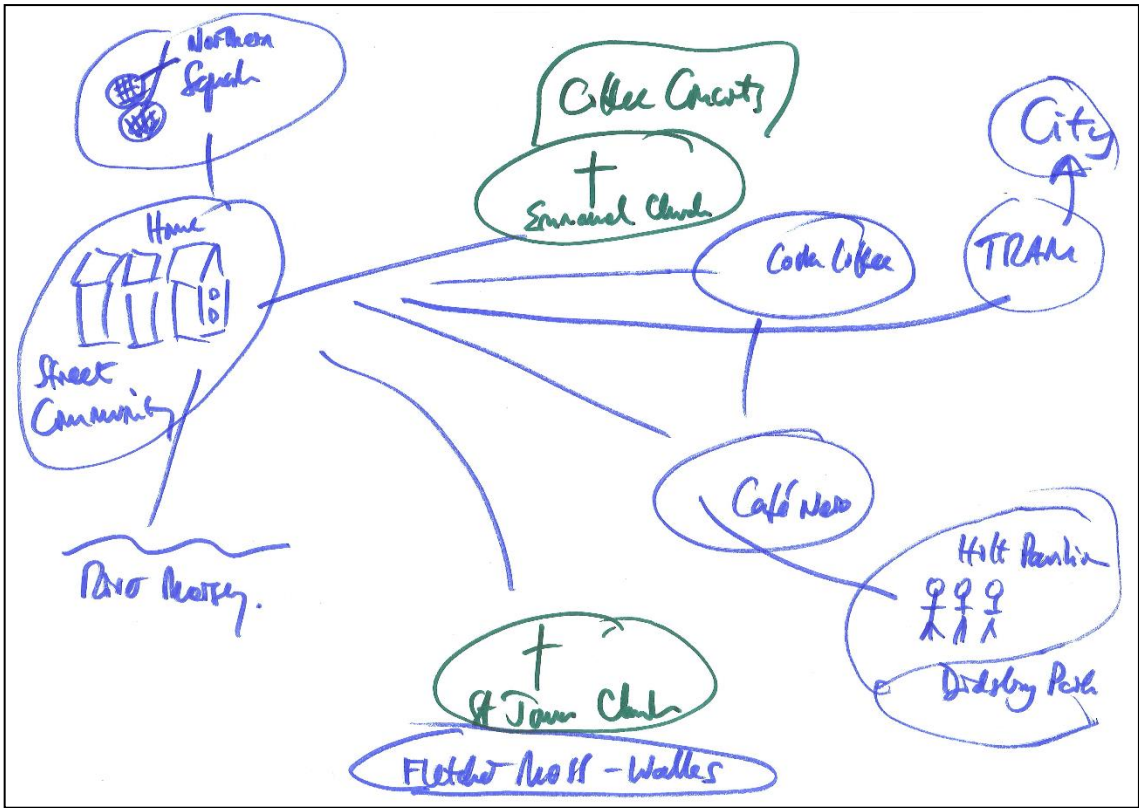 Northern
Squash
Coffee Concerts
City
Emmanuel Church
Home
Costa Coffee
TRAM
Street
Community
Café Nero
Pavilion
River Mersey.
Didsbury Park
St James Church
Fletcher Moss - Walks